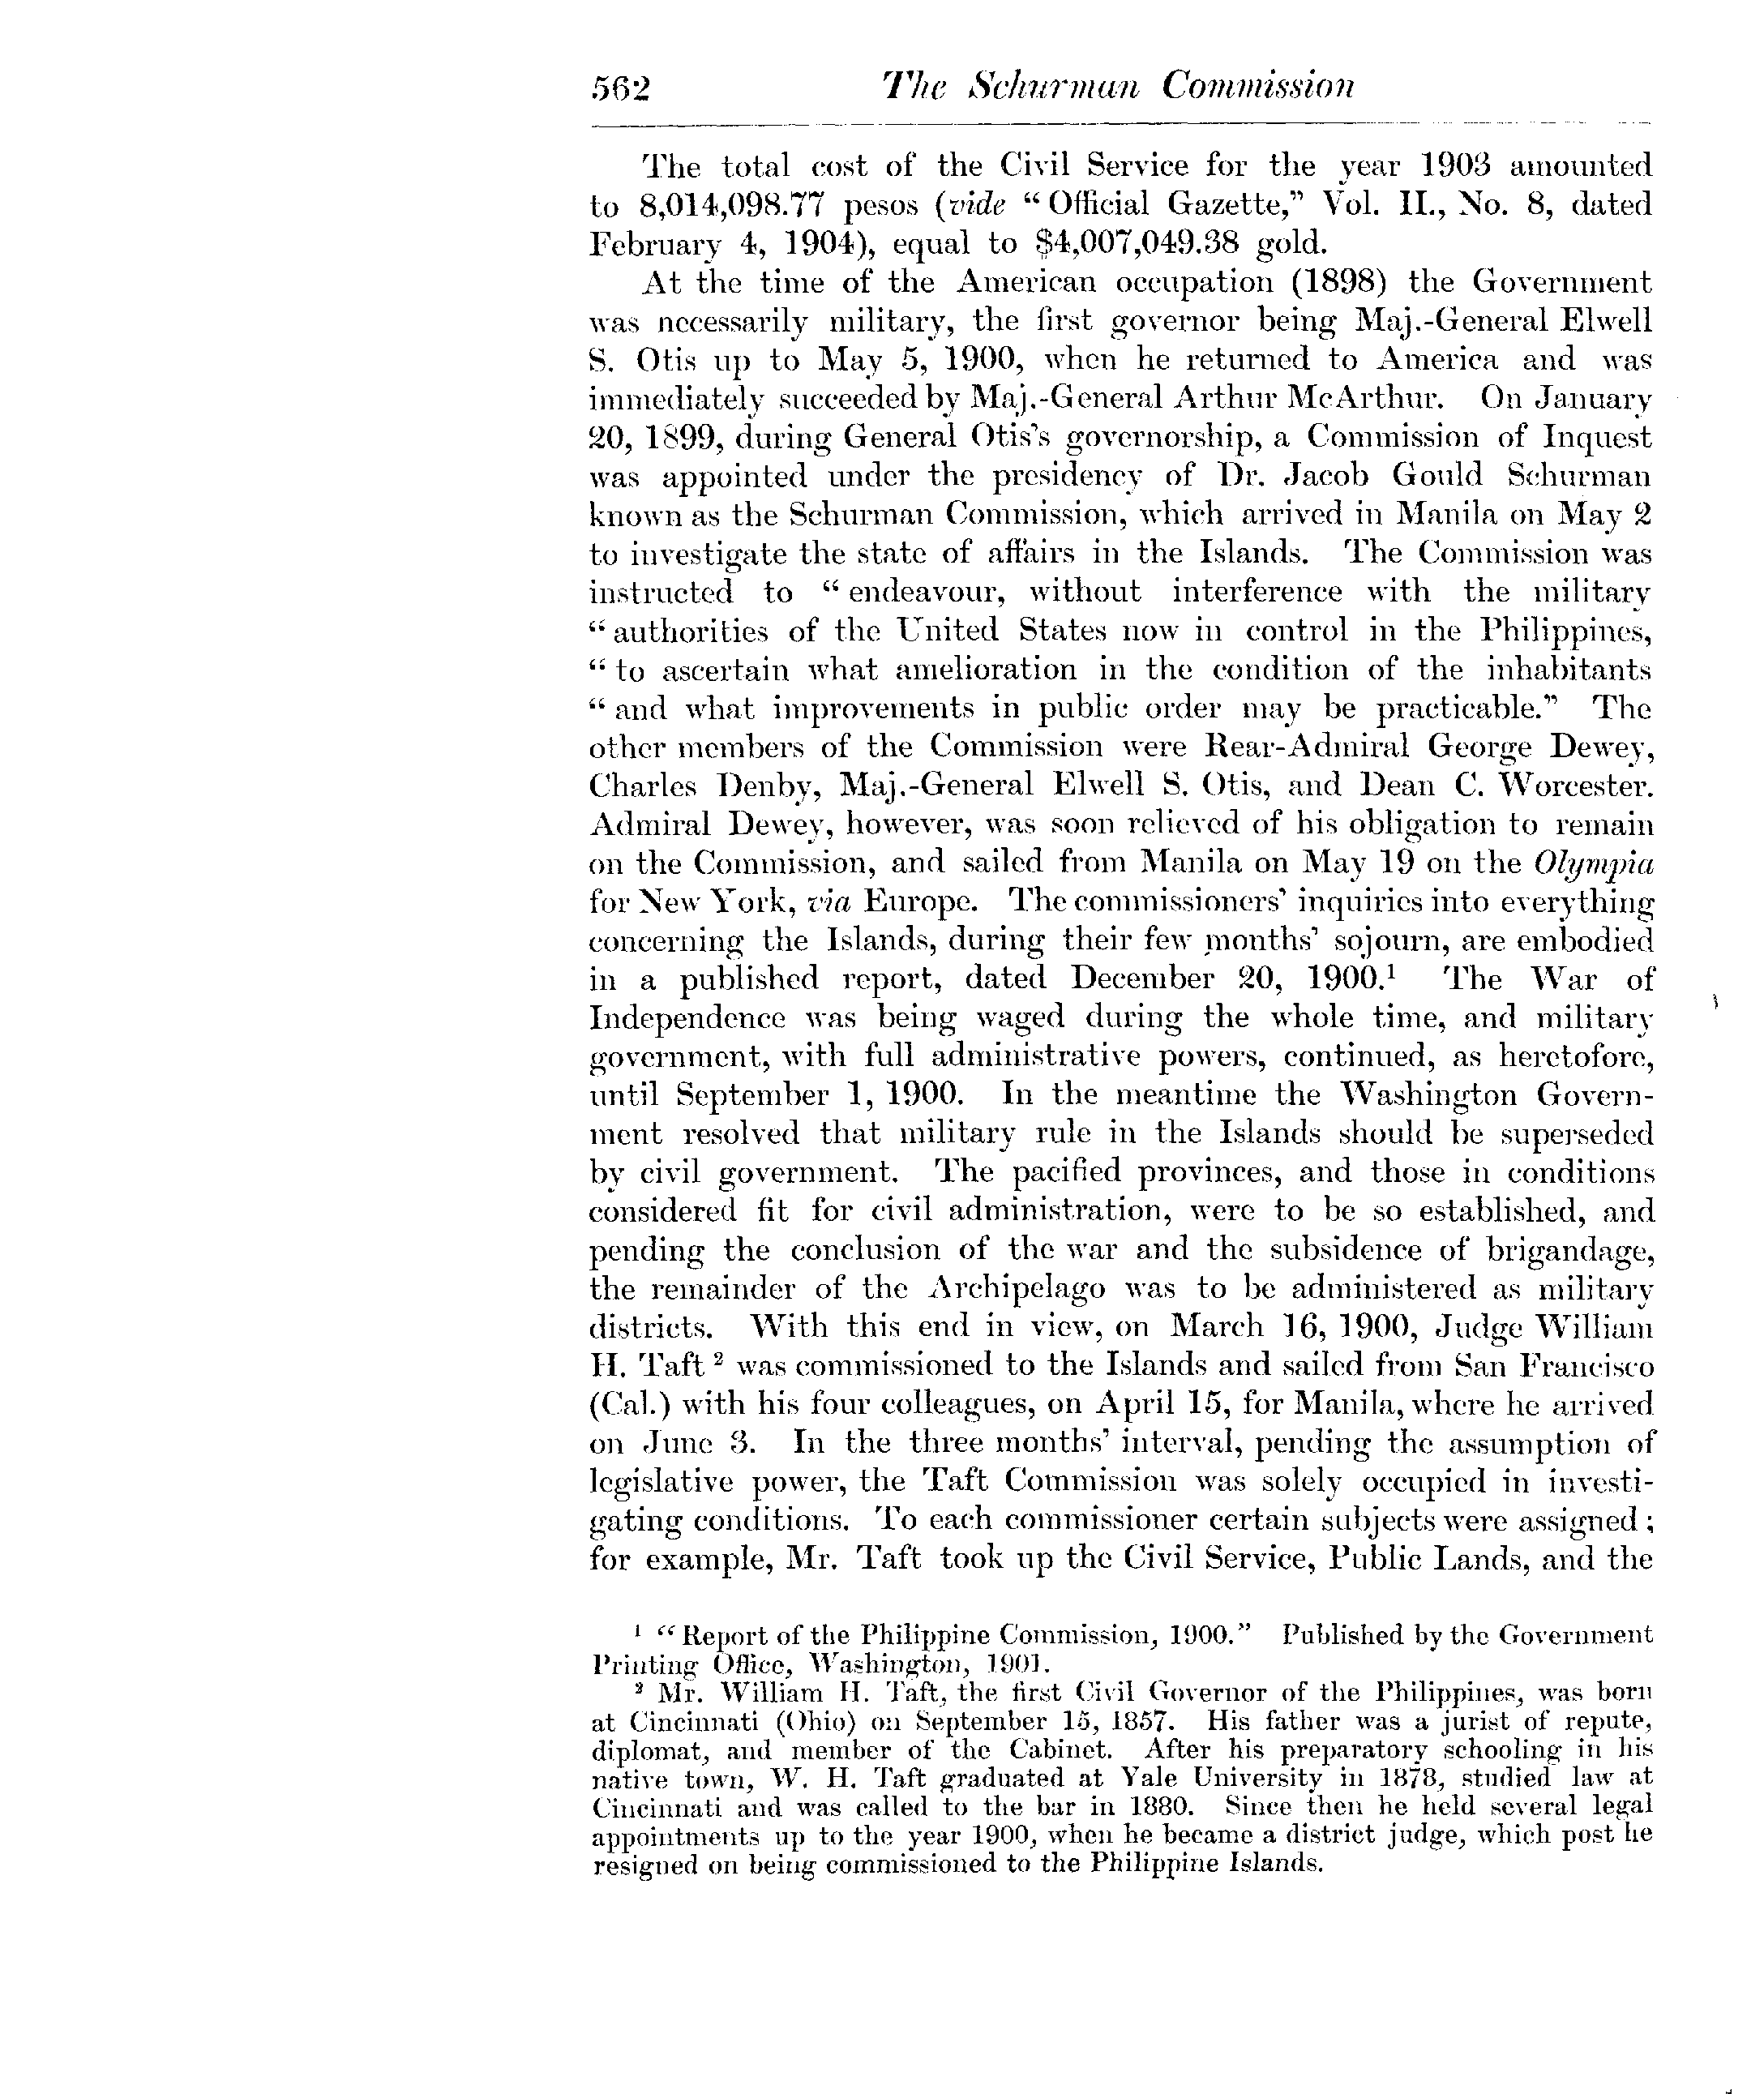 562 The Schurman Commission
The total cost of the Civil Service for the year 1903 amounted
to 8,014,098.77 pesos (vide “Official Gazette,” Vol. II., No. 8, dated
February 4, 1904), equal to $4,007,049.38 gold.
At the time of the American occupation (1898) the Government
was necessarily military, the first governor being Maj.-General Elwell
S. Otis up to May 5, 1900, when he returned to America and was
immediately succeeded by Maj.-General Arthur McArthur. On January
20, 1899, during General Otis's governorship, a Commission of Inquest
was appointed under the presidency of Dr. Jacob Gould Schurman
known as the Schurman Commission, which arrived in Manila on May 2
to investigate the state of affairs in the Islands. The Commission was
instructed to “endeavour, without interference with the military
“authorities of the United States now in control in the Philippines,
“to ascertain what amelioration in the condition of the inhabitants
“and what improvements in public order may be practicable.” The
other members of the Commission were Rear-Admiral George Dewey,
Charles Denby, Maj.-General Elwell S. Otis, and Dean C. Worcester.
Admiral Dewey, however, was soon relieved of his obligation to remain
on the Commission, and sailed from Manila on May 19 on the Olympia
for New York, via Europe. The commissioners' inquiries into everything
concerning the Islands, during their few months' sojourn, are embodied
in a published report, dated December 20, 1900.¹ The War of
Independence was being waged during the whole time, and military
government, with full administrative powers, continued, as heretofore,
until September 1, 1900. In the meantime the Washington Govern-
ment resolved that military rule in the Islands should be superseded
by civil government. The pacified provinces, and those in conditions
considered fit for civil administration, were to be so established, and
pending the conclusion of the war and the subsidence of brigandage,
the remainder of the Archipelago was to be administered as military
districts. With this end in view, on March 16, 1900, Judge William
H. Taft² was commissioned to the Islands and sailed from San Francisco
(Cal.) with his four colleagues, on April 15, for Manila, where he arrived
on June 3. In the three months' interval, pending the assumption of
legislative power, the Taft Commission was solely occupied in investi-
gating conditions. To each commissioner certain subjects were assigned;
for example, Mr. Taft took up the Civil Service, Public Lands, and the
¹ “Report of the Philippine Commission, 1900.” Published by the Government
Printing Office, Washington, 1901.
² Mr. William H. Taft, the first Civil Governor of the Philippines, was born
at Cincinnati (Ohio) on September 15, 1857. His father was a jurist of repute,
diplomat, and member of the Cabinet. After his preparatory schooling in his
native town, W. H. Taft graduated at Yale University in 1878, studied law at
Cincinnati and was called to the bar in 1880. Since then he held several legal
appointments up to the year 1900, when he became a district judge, which post he
resigned on being commissioned to the Philippine Islands.